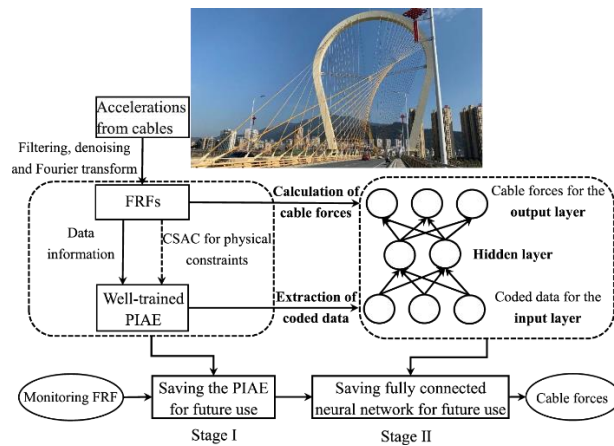 Accelerations
from cables
Filtering, denoising
and Fourier transform
FRFs
Calculation of
cable forces
Cable forces for the
output layer
Data
information
CSAC for physical
constraints
Hidden layer
Well-trained
PIAE
Extraction of
coded data
Coded data for the
input layer
Monitoring FRF
Saving the PIAE
for future use
Saving fully connected
neural network for future use
Cable forces
Stage I
Stage II